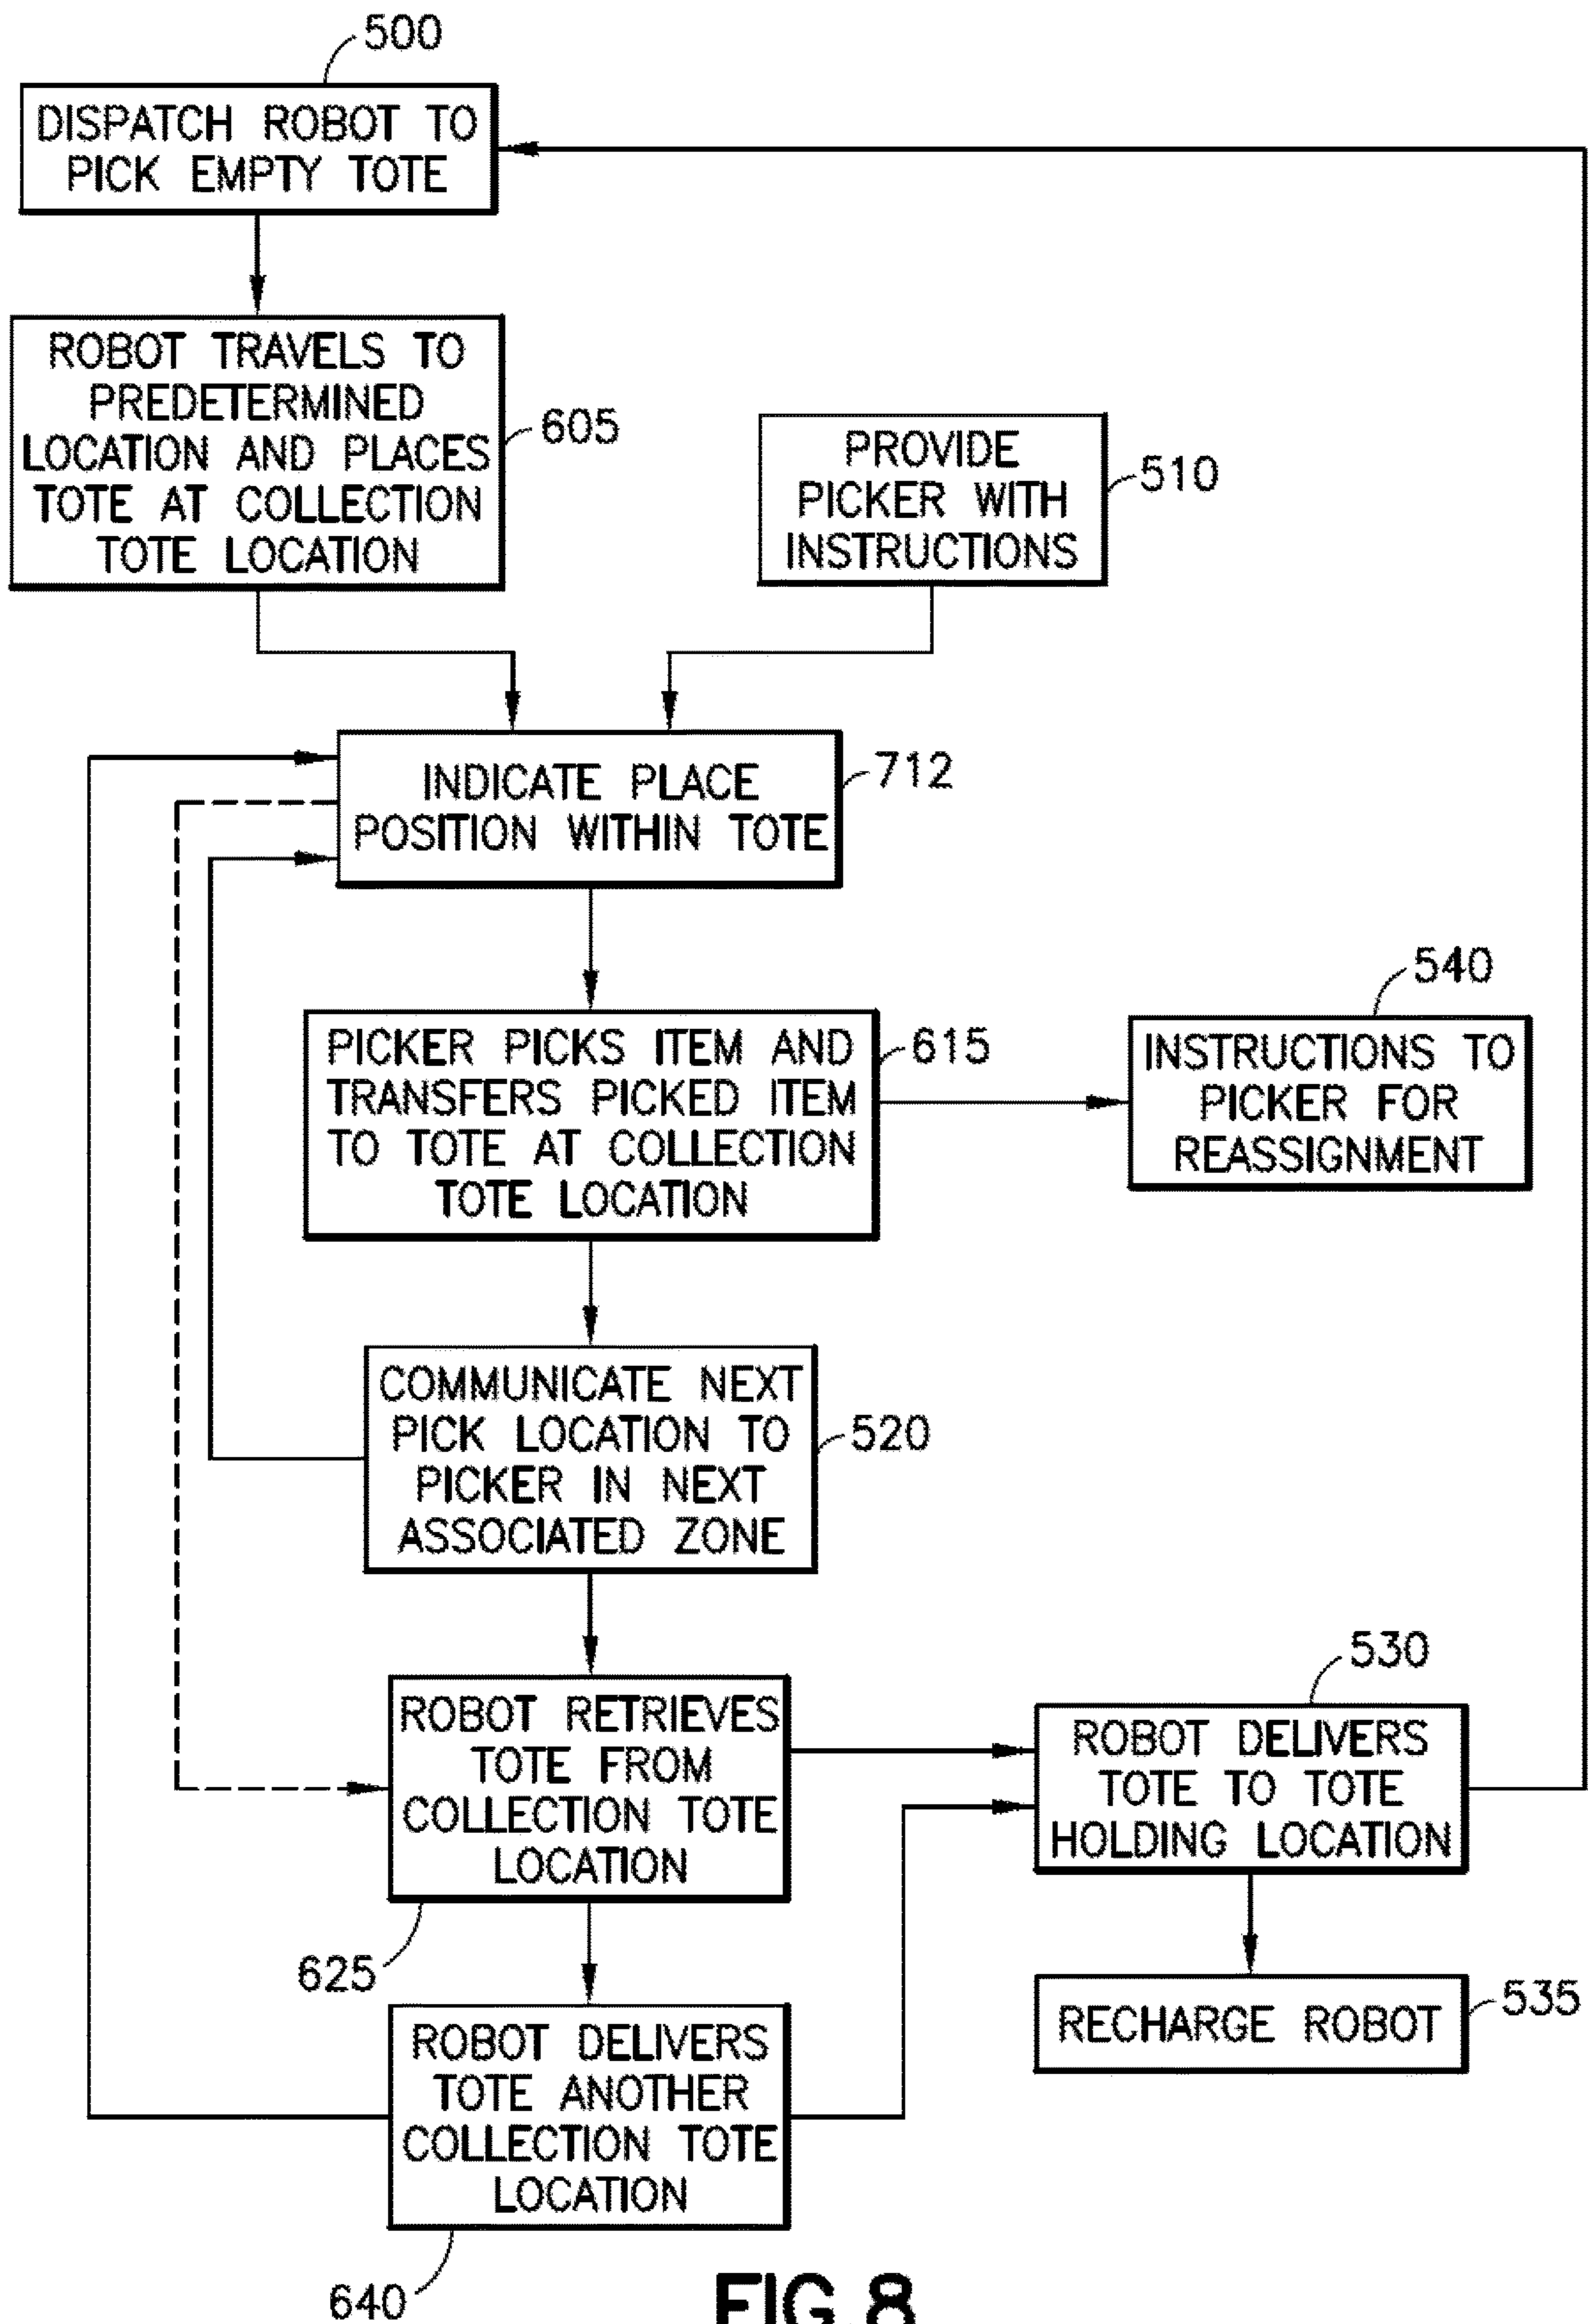 500
DISPATCH ROBOT TO
PICK EMPTY TOTE
ROBOT TRAVELS TO
PREDETERMINED
LOCATION AND PLACES
TOTE AT COLLECTION
TOTE LOCATION
605
PROVIDE
PICKER WITH
INSTRUCTIONS
510
INDICATE PLACE
POSITION WITHIN TOTE
712
PICKER PICKS ITEM AND
TRANSFERS PICKED ITEM
TO TOTE AT COLLECTION
TOTE LOCATION
615
540
INSTRUCTIONS TO
PICKER FOR
REASSIGNMENT
COMMUNICATE NEXT
PICK LOCATION TO
PICKER IN NEXT
ASSOCIATED ZONE
520
ROBOT RETRIEVES
TOTE FROM
COLLECTION TOTE
LOCATION
625
530
ROBOT DELIVERS
TOTE TO TOTE
HOLDING LOCATION
RECHARGE ROBOT
535
ROBOT DELIVERS
TOTE ANOTHER
COLLECTION TOTE
LOCATION
640
FIG.8